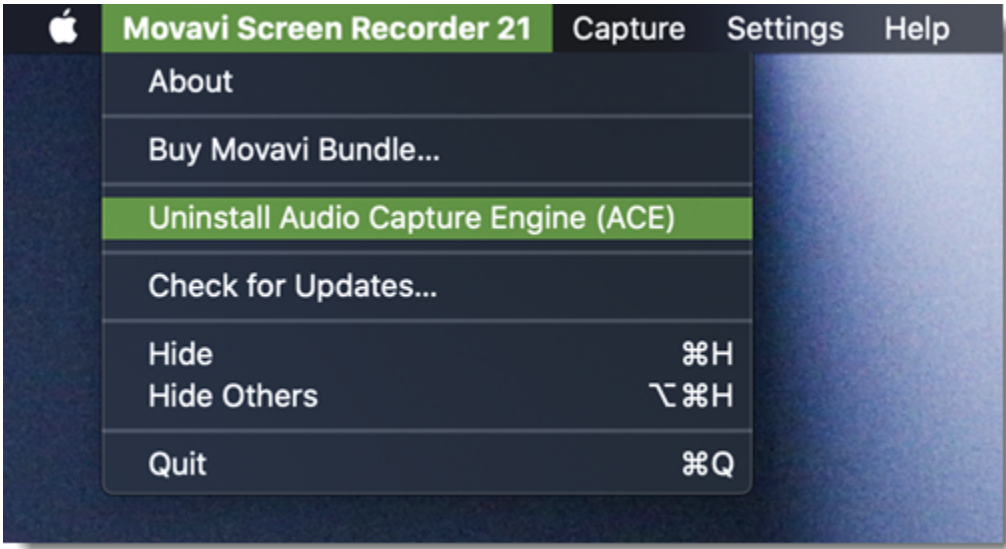 Movavi Screen Recorder 21 Capture Settings Help
About
Buy Movavi Bundle...
Uninstall Audio Capture Engine (ACE)
Check for Updates...
Hide ⌘H
Hide Others ⌥⌘H
Quit ⌘Q